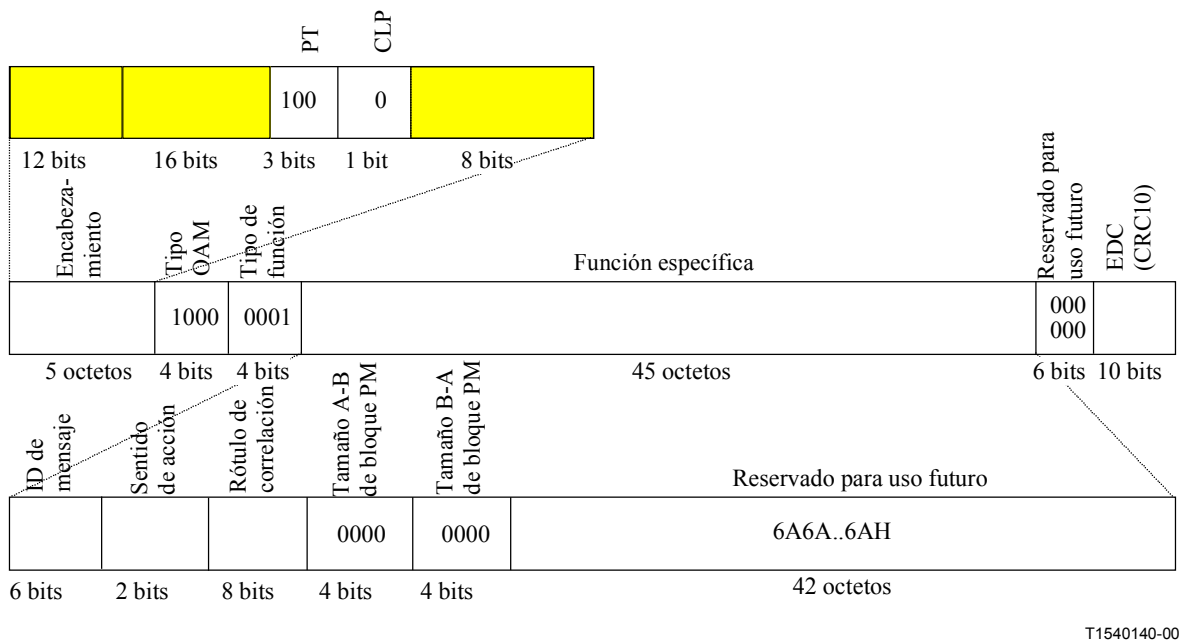 PT
CLP
100
0
12 bits
16 bits
3 bits
1 bit
8 bits
Encabeza-
miento
Tipo
OAM
Tipo de
función
Función específica
Reservado para
uso futuro
EDC
(CRC10)
1000
0001
000
000
5 octetos
4 bits
4 bits
45 octetos
6 bits
10 bits
ID de
mensaje
Sentido
de acción
Rótulo de
correlación
Tamaño A-B
de bloque PM
Tamaño B-A
de bloque PM
Reservado para uso futuro
0000
0000
6A6A..6AH
6 bits
2 bits
8 bits
4 bits
4 bits
42 octetos
T1540140-00